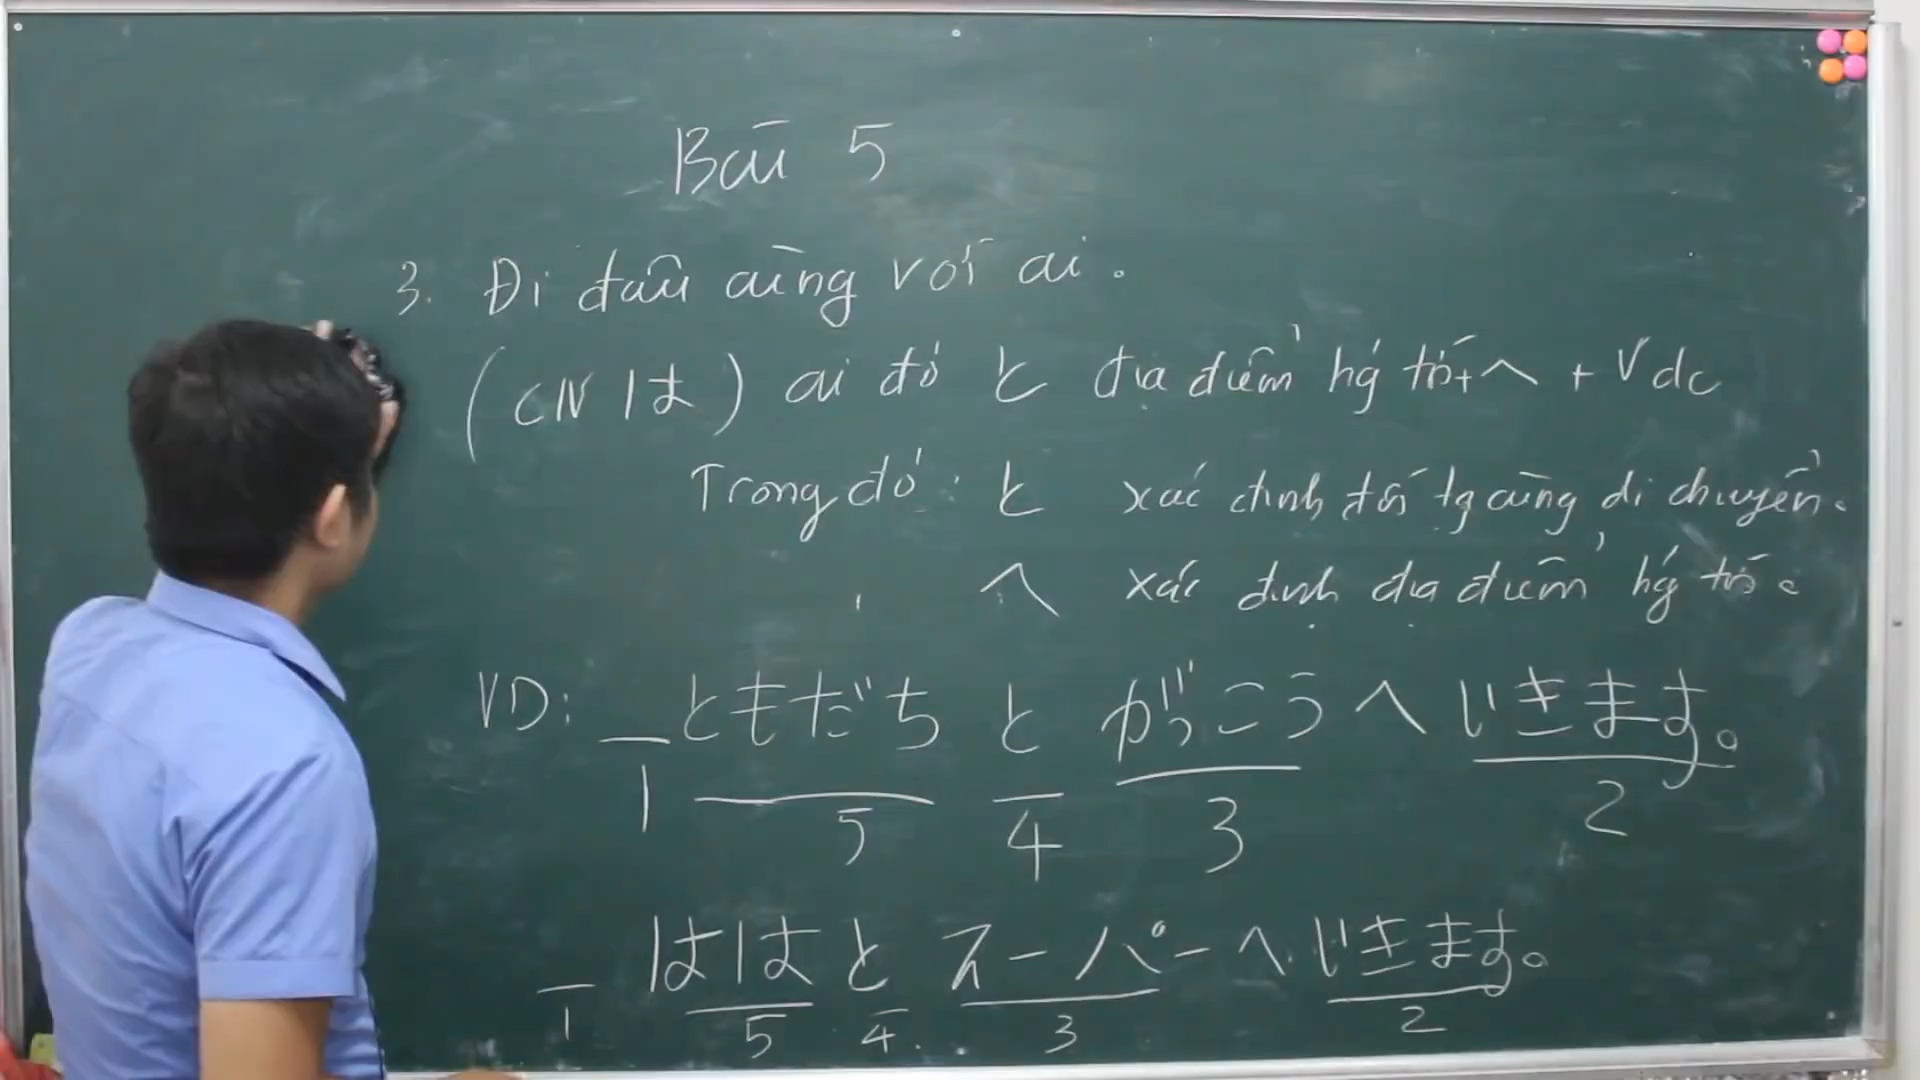 Bài 5
3. Đi đâu cùng với ai.
(CN は) ai đó と địa điểm hg tới + へ + Vdc
Trong đó: と xác định đối tg cùng di chuyển.
へ xác định địa điểm hg tới.
VD: ともだち と がっこう へ いきます。
1 5 4 3 2
はは と スーパー へ いきます。
1 5 4. 3 2